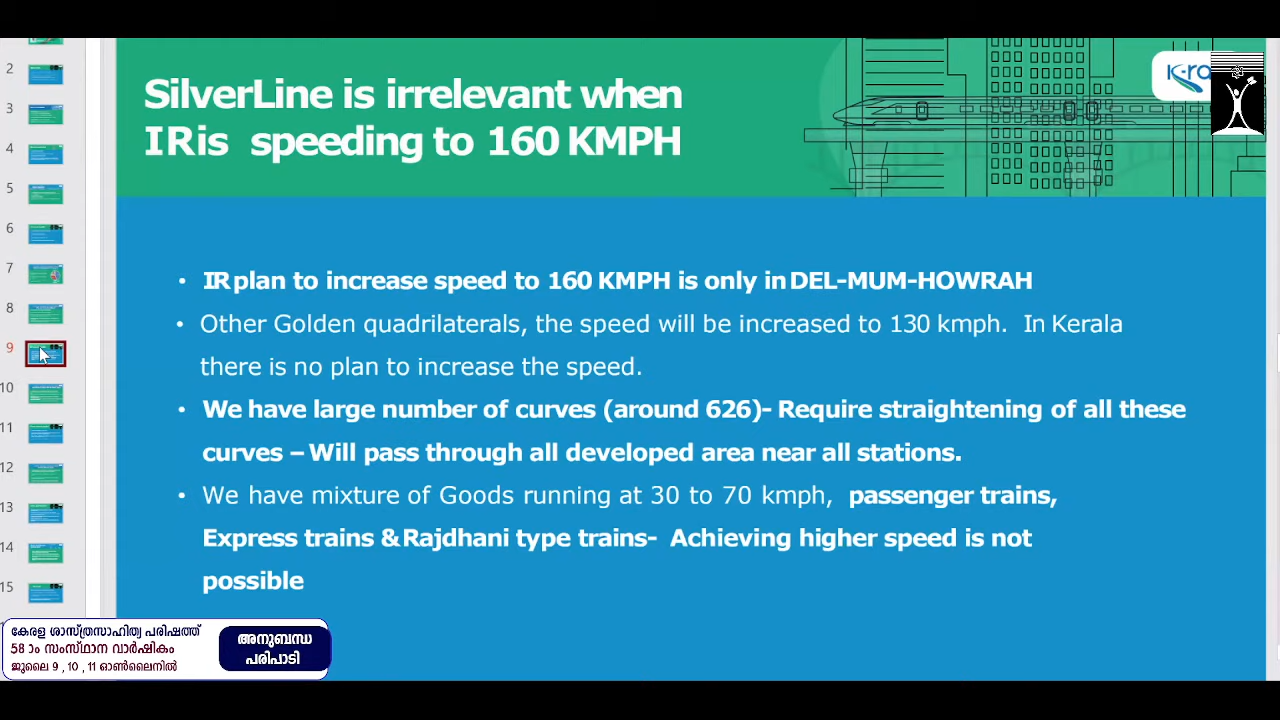 SilverLine is irrelevant when
IR is speeding to 160 KMPH
K-ra
2
3
4
5
6
7
8
9
10
11
12
13
14
15
• IR plan to increase speed to 160 KMPH is only in DEL-MUM-HOWRAH
• Other Golden quadrilaterals, the speed will be increased to 130 kmph. In Kerala
there is no plan to increase the speed.
• We have large number of curves (around 626)- Require straightening of all these
curves – Will pass through all developed area near all stations.
• We have mixture of Goods running at 30 to 70 kmph, passenger trains,
Express trains & Rajdhani type trains- Achieving higher speed is not
possible
കേരള ശാസ്ത്രസാഹിത്യ പരിഷത്ത്
58 ാം സംസ്ഥാന വാർഷികം
ജൂലൈ 9 , 10 , 11 ഓൺലൈനിൽ
അനുബന്ധ
പരിപാടി